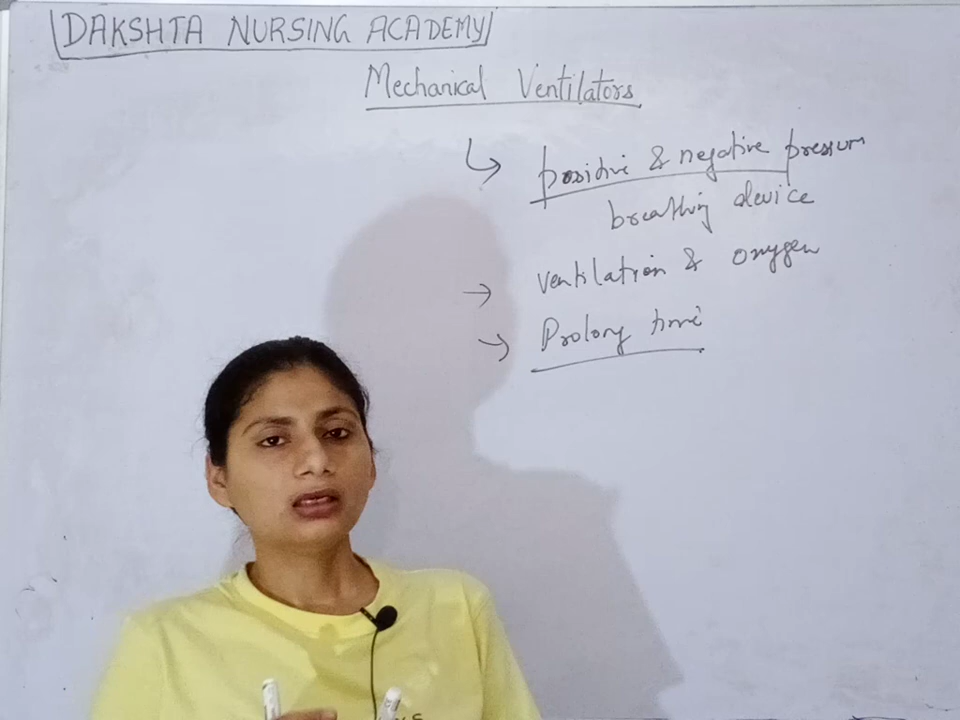 DAKSHTA NURSING ACADEMY
Mechanical Ventilators
↳ positive & negative pressure
breathing device
→ ventilation & oxygen
→ Prolong time